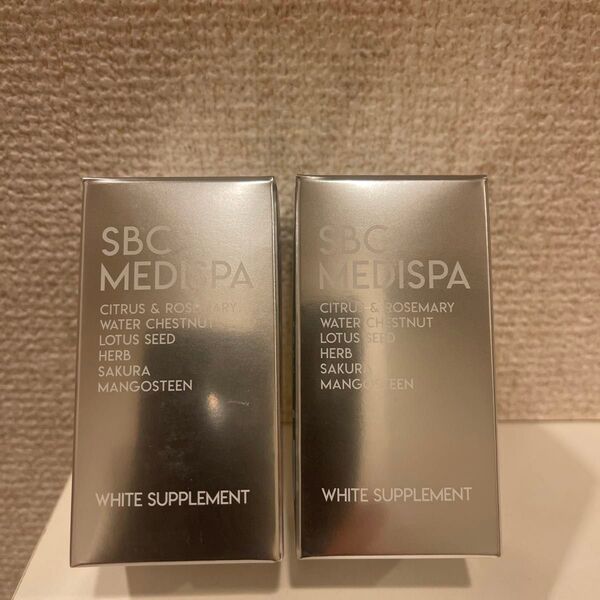 SBC
MEDISPA
CITRUS & ROSEMARY
WATER CHESTNUT
LOTUS SEED
HERB
SAKURA
MANGOSTEEN
WHITE SUPPLEMENT
SBC
MEDISPA
CITRUS & ROSEMARY
WATER CHESTNUT
LOTUS SEED
HERB
SAKURA
MANGOSTEEN
WHITE SUPPLEMENT